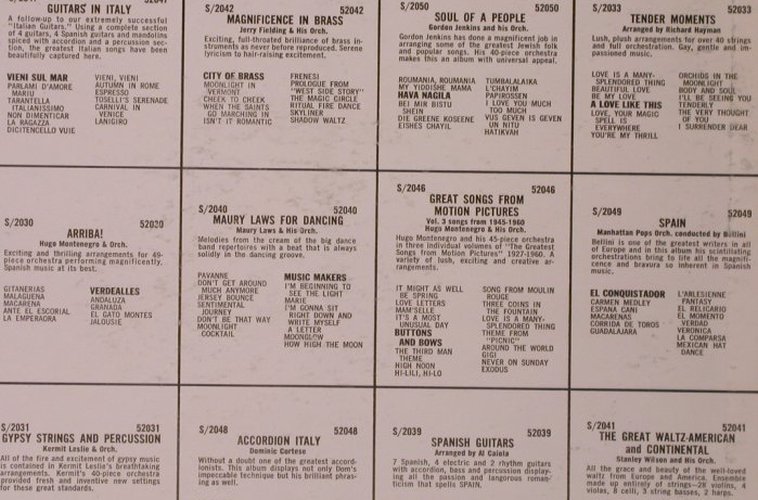 52047
GUITARS IN ITALY
A follow-up to our extremely successful
"Italian Guitars." Using a complete section
of 4 guitars, 4 Spanish guitars and mandolins
spiced with accordion and a percussion sec-
tion, the greatest Italian songs have been
beautifully captured here.
VIENI SUL MAR
PARLAMI D'AMORE
MARIU
TARANTELLA
ITALIANISSIMO
NON DIMENTICAR
LA RAGAZZA
DICITENCELLO VUIE
VIENI, VIENI
AUTUMN IN ROME
ESPRESSO
TOSELLI'S SERENADE
CARNIVAL IN
VENICE
LANIGIRO
S/2042 52042
MAGNIFICENCE IN BRASS
Jerry Fielding & His Orch.
Exciting, full-throated brilliance of brass in-
struments as never before reproduced. Serene
lyricism to hair-raising excitement.
CITY OF BRASS
MOONLIGHT IN
VERMONT
CHEEK TO CHEEK
WHEN THE SAINTS
GO MARCHING IN
ISN'T IT ROMANTIC
FRENESI
PROLOGUE FROM
"WEST SIDE STORY"
THE MAGIC CIRCLE
RITUAL FIRE DANCE
SKYLINER
SHADOW WALTZ
S/2050 52050
SOUL OF A PEOPLE
Gordon Jenkins and his Orch.
Gordon Jenkins has done a magnificent job in
arranging some of the greatest Jewish folk
and popular songs. His 40-piece orchestra
makes this an album with universal appeal.
ROUMANIA, ROUMANIA
MY YIDDISHE MAMA
HAVA NAGILA
BEI MIR BISTU
SHEIN
DIE GREENE KOSEENE
EISHES CHAYIL
TUMBALALAIKA
L'CHAYIM
PAPIROSSEN
I LOVE YOU MUCH
TOO MUCH
VUS GEVEN IS GEVEN
UN NITU
HATIKVAH
S/2033 52033
TENDER MOMENTS
Arranged by Richard Hayman
Lush, plush arrangements for over 40 strings
and full orchestration. Gay, gentle and im-
passioned music.
LOVE IS A MANY-
SPLENDORED THING
BEAUTIFUL LOVE
BE MY LOVE
A LOVE LIKE THIS
LOVE, YOUR MAGIC
SPELL IS
EVERYWHERE
YOU'RE MY THRILL
ORCHIDS IN THE
MOONLIGHT
BODY AND SOUL
I'LL BE SEEING YOU
TENDERLY
THE VERY THOUGHT
OF YOU
I SURRENDER DEAR
S/2030 52030
ARRIBA!
Hugo Montenegro & Orch.
Exciting and thrilling arrangements for 49-
piece orchestra performing magnificently.
Spanish music at its best.
GITANERIAS
MALAGUENA
MACARENA
ANTE EL ESCORIAL
LA EMPERAORA
VERDEALLES
ANDALUZA
GRANADA
EL GATO MONTES
JALOUSIE
S/2040 52040
MAURY LAWS FOR DANCING
Maury Laws & His Orch.
Melodies from the cream of the big dance
band repertoires with a beat that is always
solidly in the dancing groove.
PAVANNE
DON'T GET AROUND
MUCH ANYMORE
JERSEY BOUNCE
SENTIMENTAL
JOURNEY
DON'T BE THAT WAY
MOONLIGHT
COCKTAIL
MUSIC MAKERS
I'M BEGINNING TO
SEE THE LIGHT
MARIE
I'M GONNA SIT
RIGHT DOWN AND
WRITE MYSELF
A LETTER
MOONGLOW
HOW HIGH THE MOON
S/2046 52046
GREAT SONGS FROM
MOTION PICTURES
Vol. 3 songs from 1945-1960
Hugo Montenegro & His Orch.
Hugo Montenegro and his 45-piece orchestra
in three individual volumes of "The Greatest
Songs from Motion Pictures" 1927-1960. A
variety of lush, exciting and creative ar-
rangements.
IT MIGHT AS WELL
BE SPRING
LOVE LETTERS
MAM'SELLE
IT'S A MOST
UNUSUAL DAY
BUTTONS
AND BOWS
THE THIRD MAN
THEME
HIGH NOON
HI-LILI, HI-LO
SONG FROM MOULIN
ROUGE
THREE COINS IN
THE FOUNTAIN
LOVE IS A MANY-
SPLENDORED THING
THEME FROM
"PICNIC"
AROUND THE WORLD
GIGI
NEVER ON SUNDAY
EXODUS
S/2049 52049
SPAIN
Manhattan Pops Orch. conducted by Bellini
Bellini is one of the greatest writers in all
of Europe and in this album his scintillating
orchestrations bring to life all the magnifi-
cence and bravura so inherent in Spanish
music.
EL CONQUISTADOR
CARMEN MEDLEY
ESPANA CANI
MACARENAS
CORRIDA DE TOROS
GUADALAJARA
L'ARLESIENNE
FANTASY
EL RELICARIO
EL MOMENTO
VERDAD
VERONICA
LA COMPARSA
MEXICAN HAT
DANCE
S/2031 52031
GYPSY STRINGS AND PERCUSSION
Kermit Leslie & Orch.
All of the fire and excitement of gypsy music
is contained in Kermit Leslie's breathtaking
arrangements. Kermit's 40-piece orchestra
provided fresh and inventive new settings
for these great standards.
S/2048 52048
ACCORDION ITALY
Dominic Cortese
Without a doubt one of the greatest accord-
ionists. This album displays not only Dom's
impeccable technique but his brilliant phras-
ing as well.
52039
SPANISH GUITARS
Arranged by Al Caiola
7 Spanish, 4 electric and 2 rhythm guitars
with accordion, bass and percussion display-
ing all the passion and langorous roman-
ticism that spells SPAIN.
S/2041 52041
THE GREAT WALTZ-AMERICAN
and CONTINENTAL
Stanley Wilson and His Orch.
All the grace and beauty of the well-loved
waltz from Europe and America. Ensemble
made up entirely of strings—28 violins, 4
violas, 8 celli, 3 string basses, 2 harps.